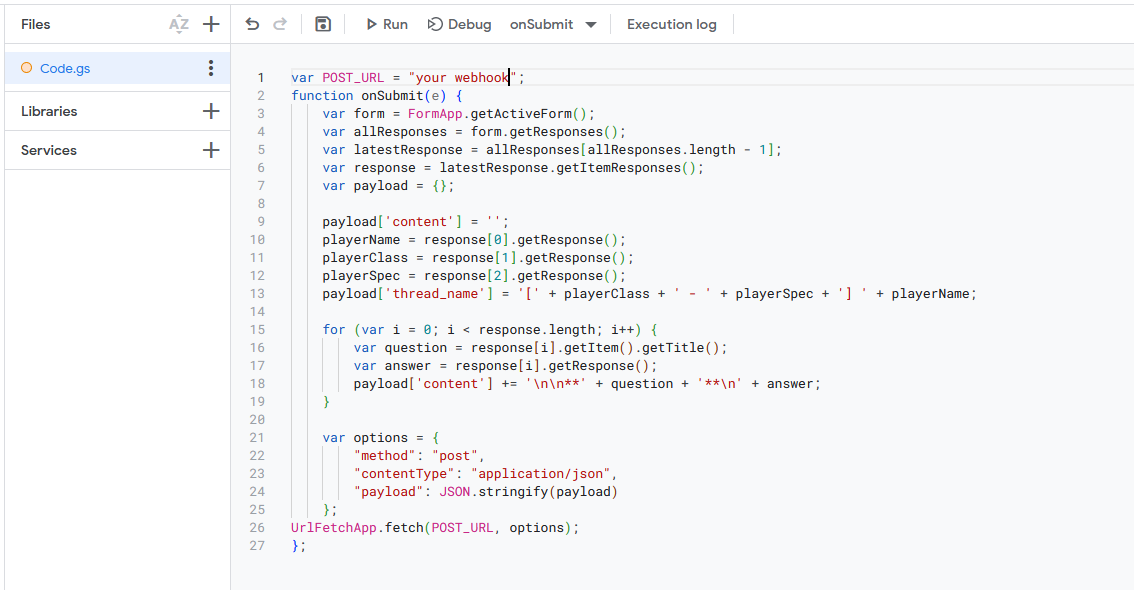 Files
AZ
Run
Debug
onSubmit
Execution log
Code.gs
Libraries
Services
1 var POST_URL = "your webhook";
2 function onSubmit(e) {
3     var form = FormApp.getActiveForm();
4     var allResponses = form.getResponses();
5     var latestResponse = allResponses[allResponses.length - 1];
6     var response = latestResponse.getItemResponses();
7     var payload = {};
8
9     payload['content'] = '';
10     playerName = response[0].getResponse();
11     playerClass = response[1].getResponse();
12     playerSpec = response[2].getResponse();
13     payload['thread_name'] = '[' + playerClass + ' - ' + playerSpec + '] ' + playerName;
14
15     for (var i = 0; i < response.length; i++) {
16         var question = response[i].getItem().getTitle();
17         var answer = response[i].getResponse();
18         payload['content'] += '\n\n**' + question + '**\n' + answer;
19     }
20
21     var options = {
22         "method": "post",
23         "contentType": "application/json",
24         "payload": JSON.stringify(payload)
25     };
26 UrlFetchApp.fetch(POST_URL, options);
27 };